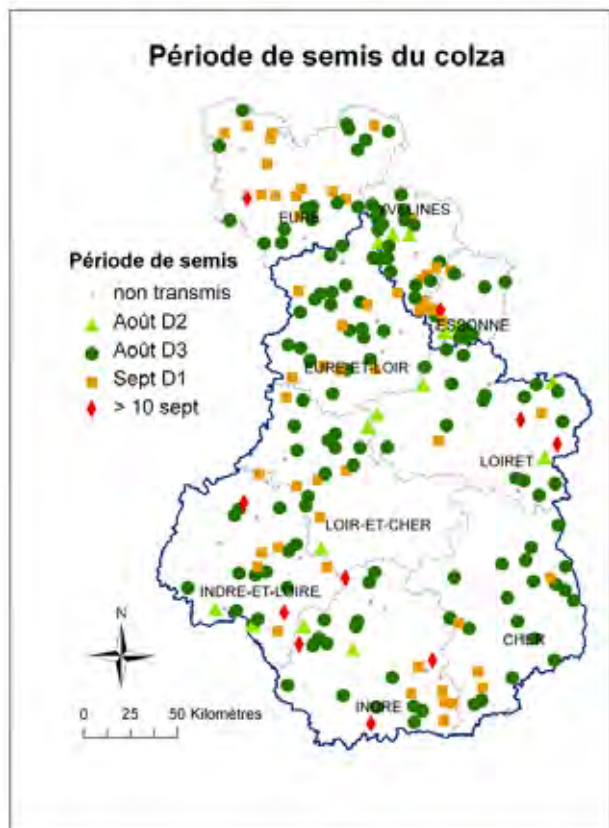 Période de semis du colza
EURE
YVELINES
Période de semis
non transmis
Août D2
Août D3
Sept D1
> 10 sept
ESSONNE
EURE-ET-LOIR
LOIRET
LOIR-ET-CHER
INDRE-ET-LOIRE
CHER
INDRE
N
0 25 50 Kilomètres